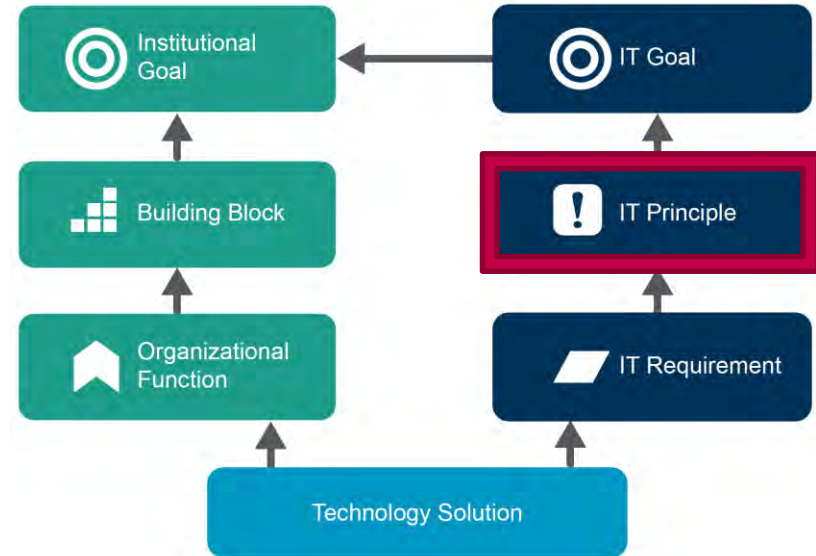 Institutional
Goal
IT Goal
Building Block
! IT Principle
Organizational
Function
IT Requirement
Technology Solution